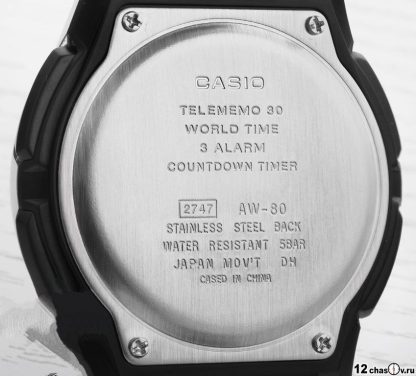 CASIO
TELEMEMO 30
WORLD TIME
3 ALARM
COUNTDOWN TIMER
2747 AW-80
STAINLESS STEEL BACK
WATER RESISTANT 5BAR
JAPAN MOV'T DH
CASED IN CHINA
12chasov.ru